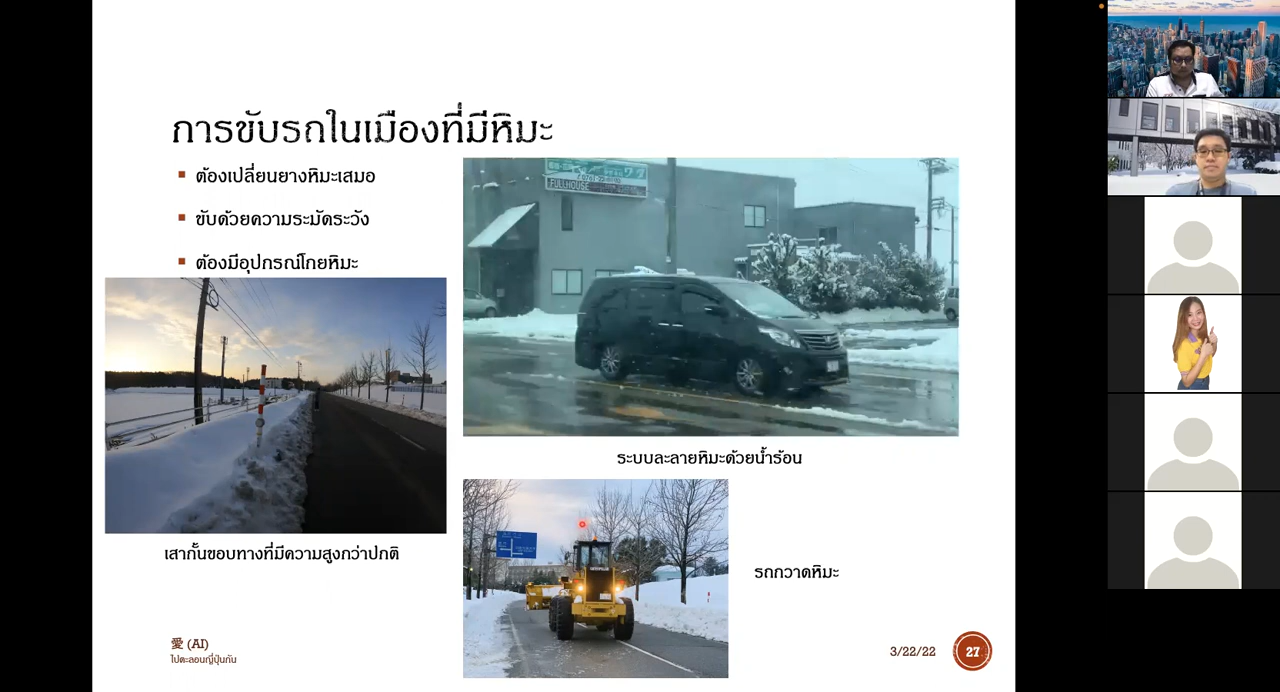 การขับรถในเมืองที่มีหิมะ
ต้องเปลี่ยนยางหิมะเสมอ
ขับด้วยความระมัดระวัง
ต้องมีอุปกรณ์โกยหิมะ
FULLHOUSE
ระบบละลายหิมะด้วยน้ำร้อน
เสากั้นขอบทางที่มีความสูงกว่าปกติ
รถกวาดหิมะ
愛 (AI)
ไปตะลอนญี่ปุ่นกัน
3/22/22
27